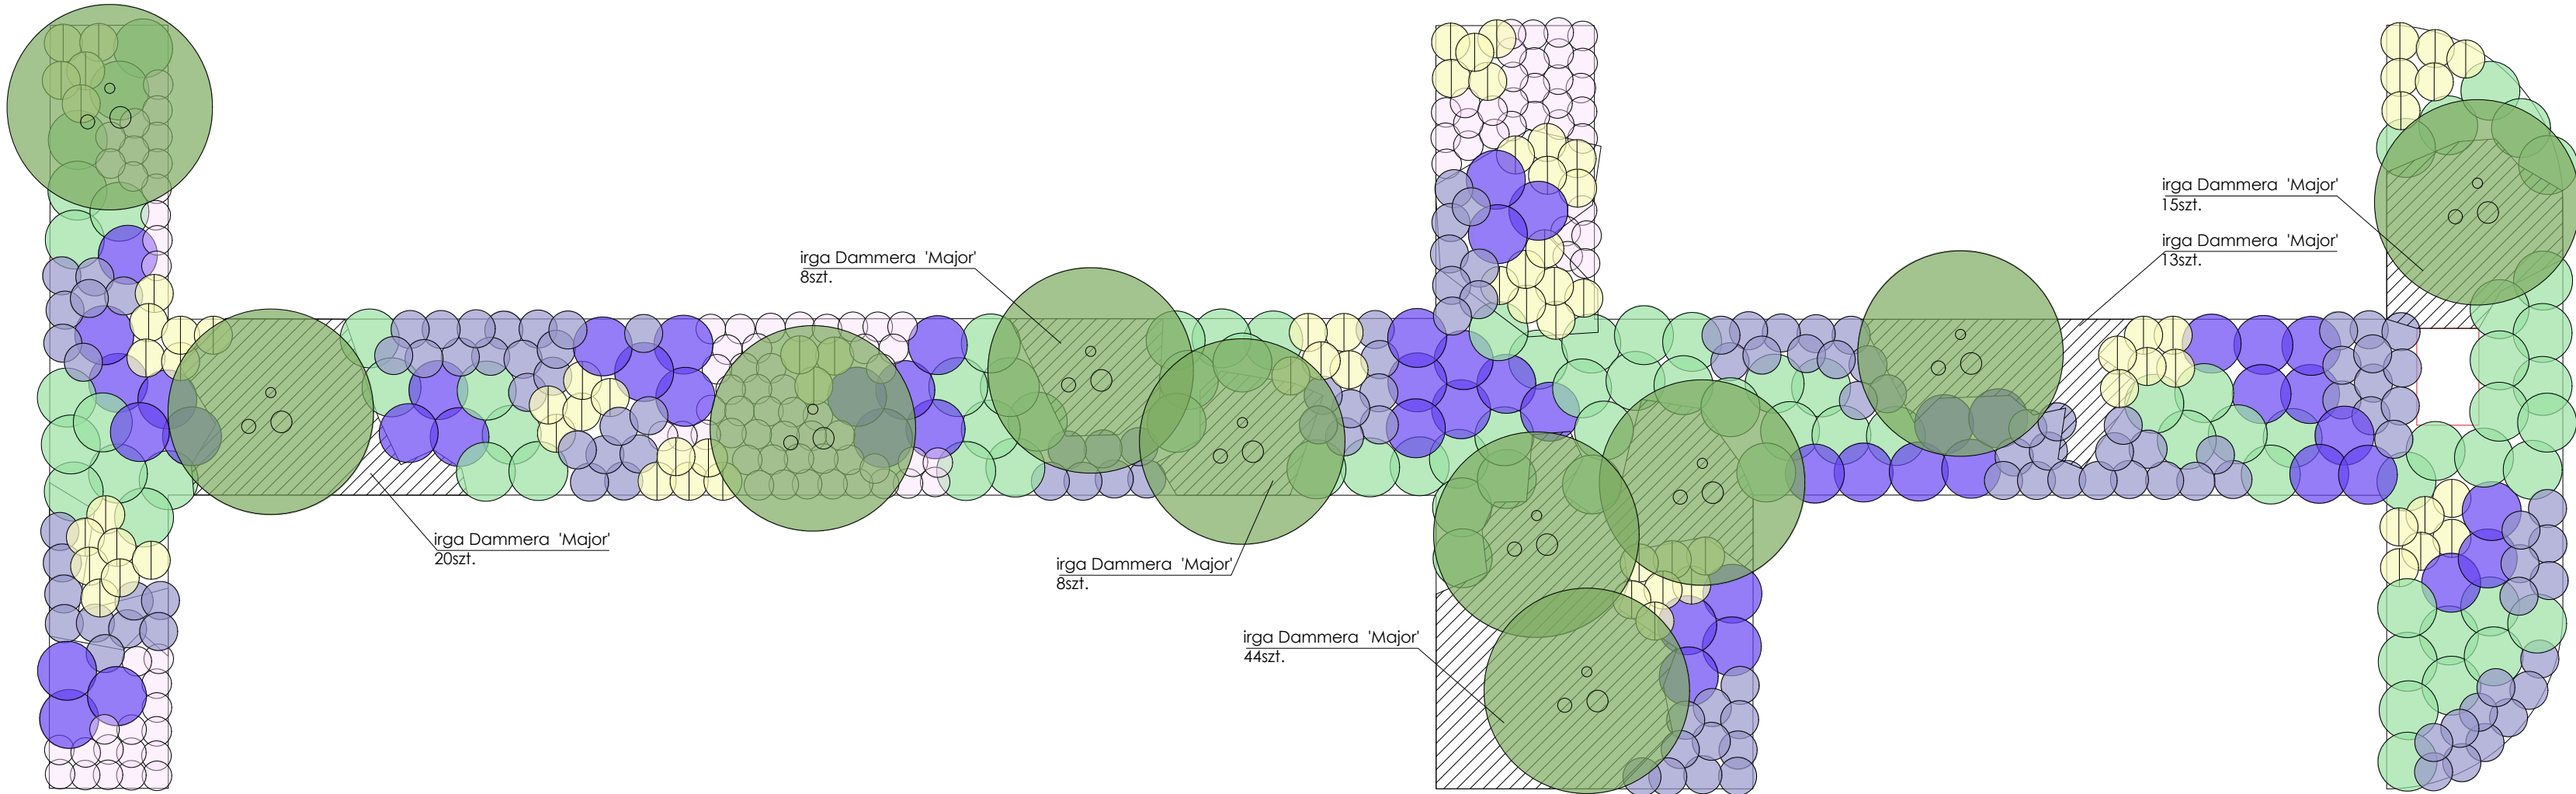 irga Dammera 'Major'
15szt.
irga Dammera 'Major'
13szt.
irga Dammera 'Major'
8szt.
irga Dammera 'Major'
20szt.
irga Dammera 'Major'
8szt.
irga Dammera 'Major'
44szt.